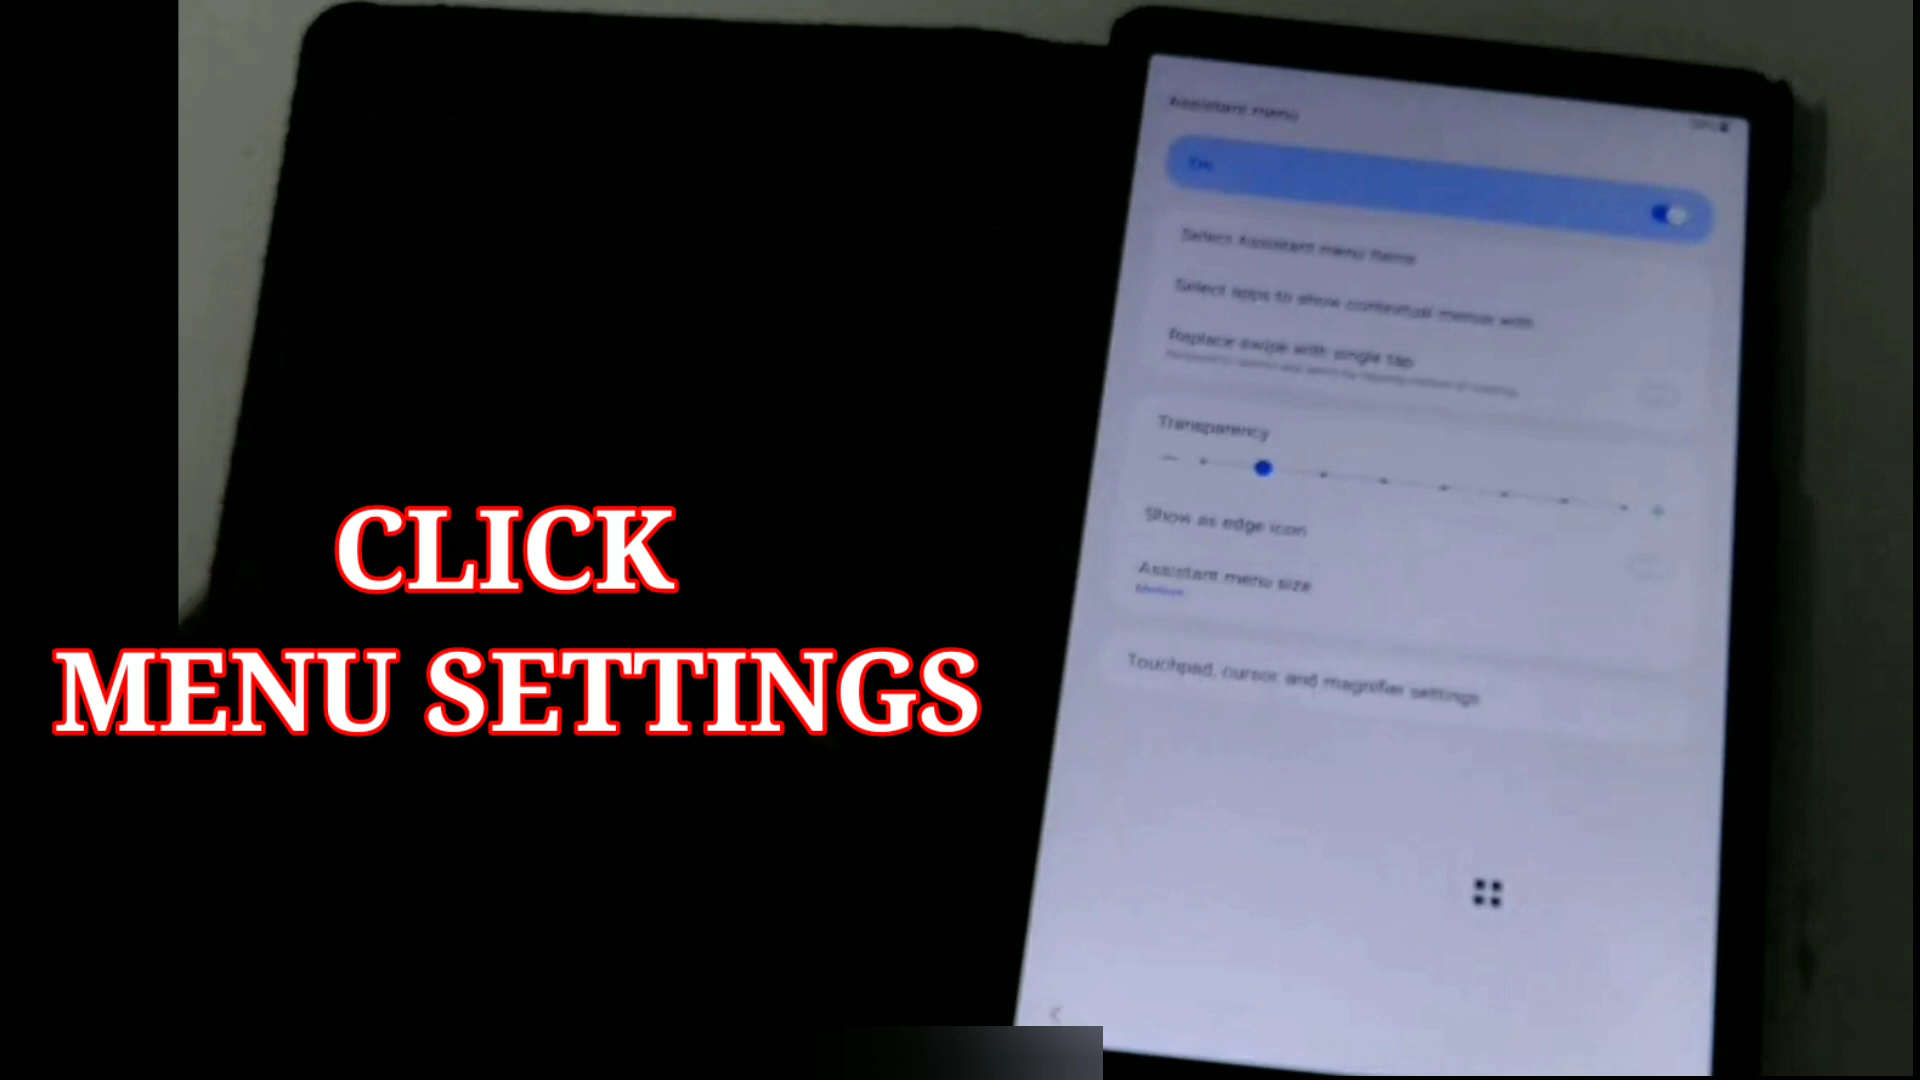 Assistant menu
On
Select Assistant menu items
Select apps to show contextual menus with
Replace swipe with single tap
Transparency
Show as edge icon
Assistant menu size
Medium
Touchpad, cursor, and magnifier settings
CLICK
MENU SETTINGS